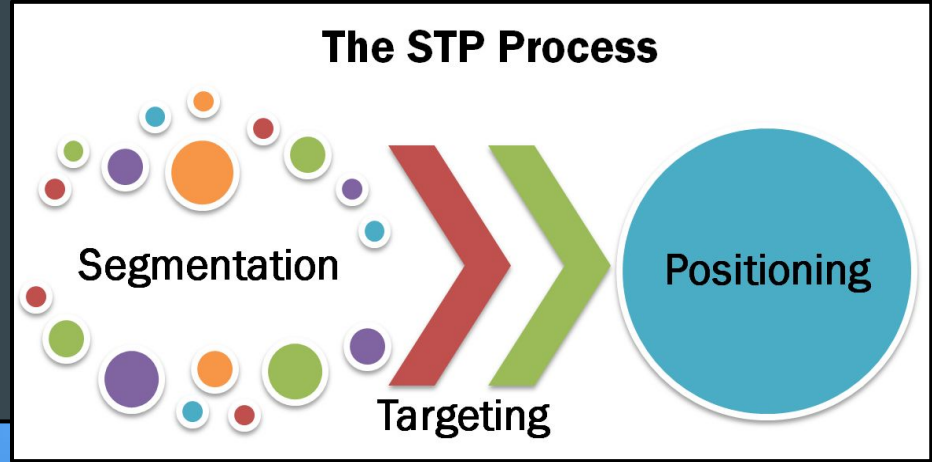 The STP Process
Segmentation
Targeting
Positioning